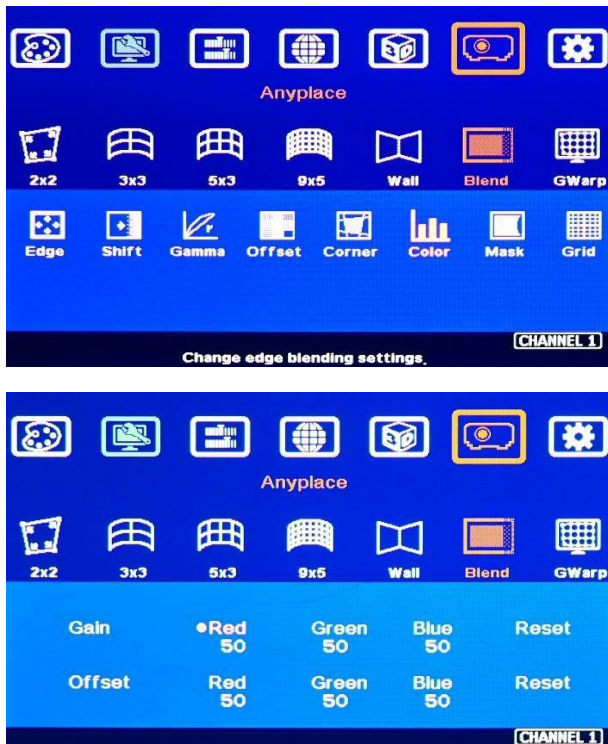 Anyplace
2x2 3x3 5x3 9x5 Wall Blend GWarp
Edge Shift Gamma Offset Corner Color Mask Grid
CHANNEL 1
Change edge blending settings.
3D
Anyplace
2x2 3x3 5x3 9x5 Wall Blend GWarp
Gain Red Green Blue Reset
50 50 50
Offset Red Green Blue Reset
50 50 50
CHANNEL 1